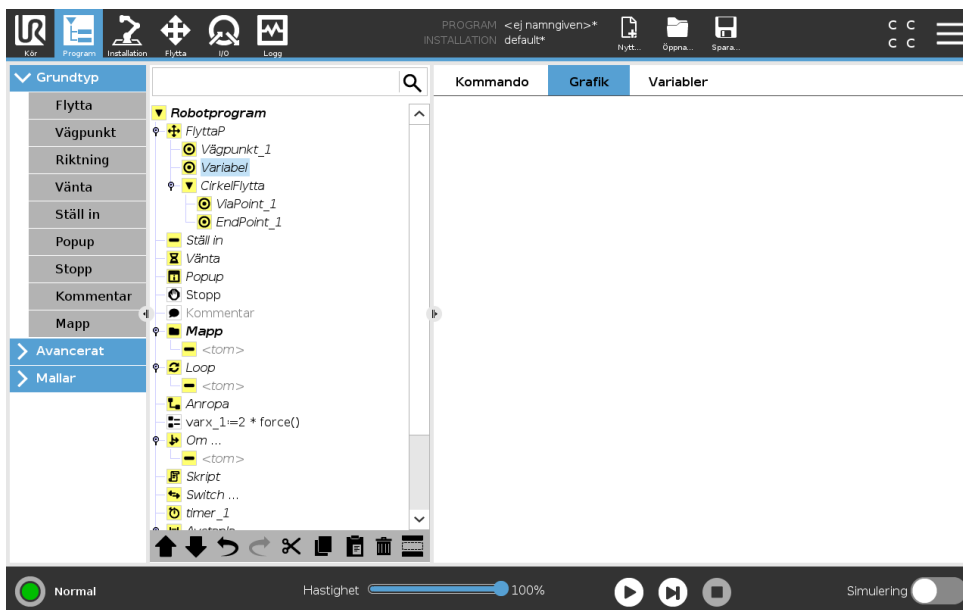 Kör
Program
Installation
Flytta
I/O
Logg
PROGRAM <ej namngiven>*
INSTALLATION default*
Nytt...
Öppna...
Spara...
C C
C C
Grundtyp
Flytta
Vägpunkt
Riktning
Vänta
Ställ in
Popup
Stopp
Kommentar
Mapp
Avancerat
Mallar
Robotprogram
FlyttaP
Vägpunkt_1
Variabel
CirkelFlytta
ViaPoint_1
EndPoint_1
Ställ in
Vänta
Popup
Stopp
Kommentar
Mapp
<tom>
Loop
<tom>
Anropa
varx_1:=2 * force()
Om ...
<tom>
Skript
Switch ...
timer_1
Kommando
Grafik
Variabler
Normal
Hastighet
100%
Simulering